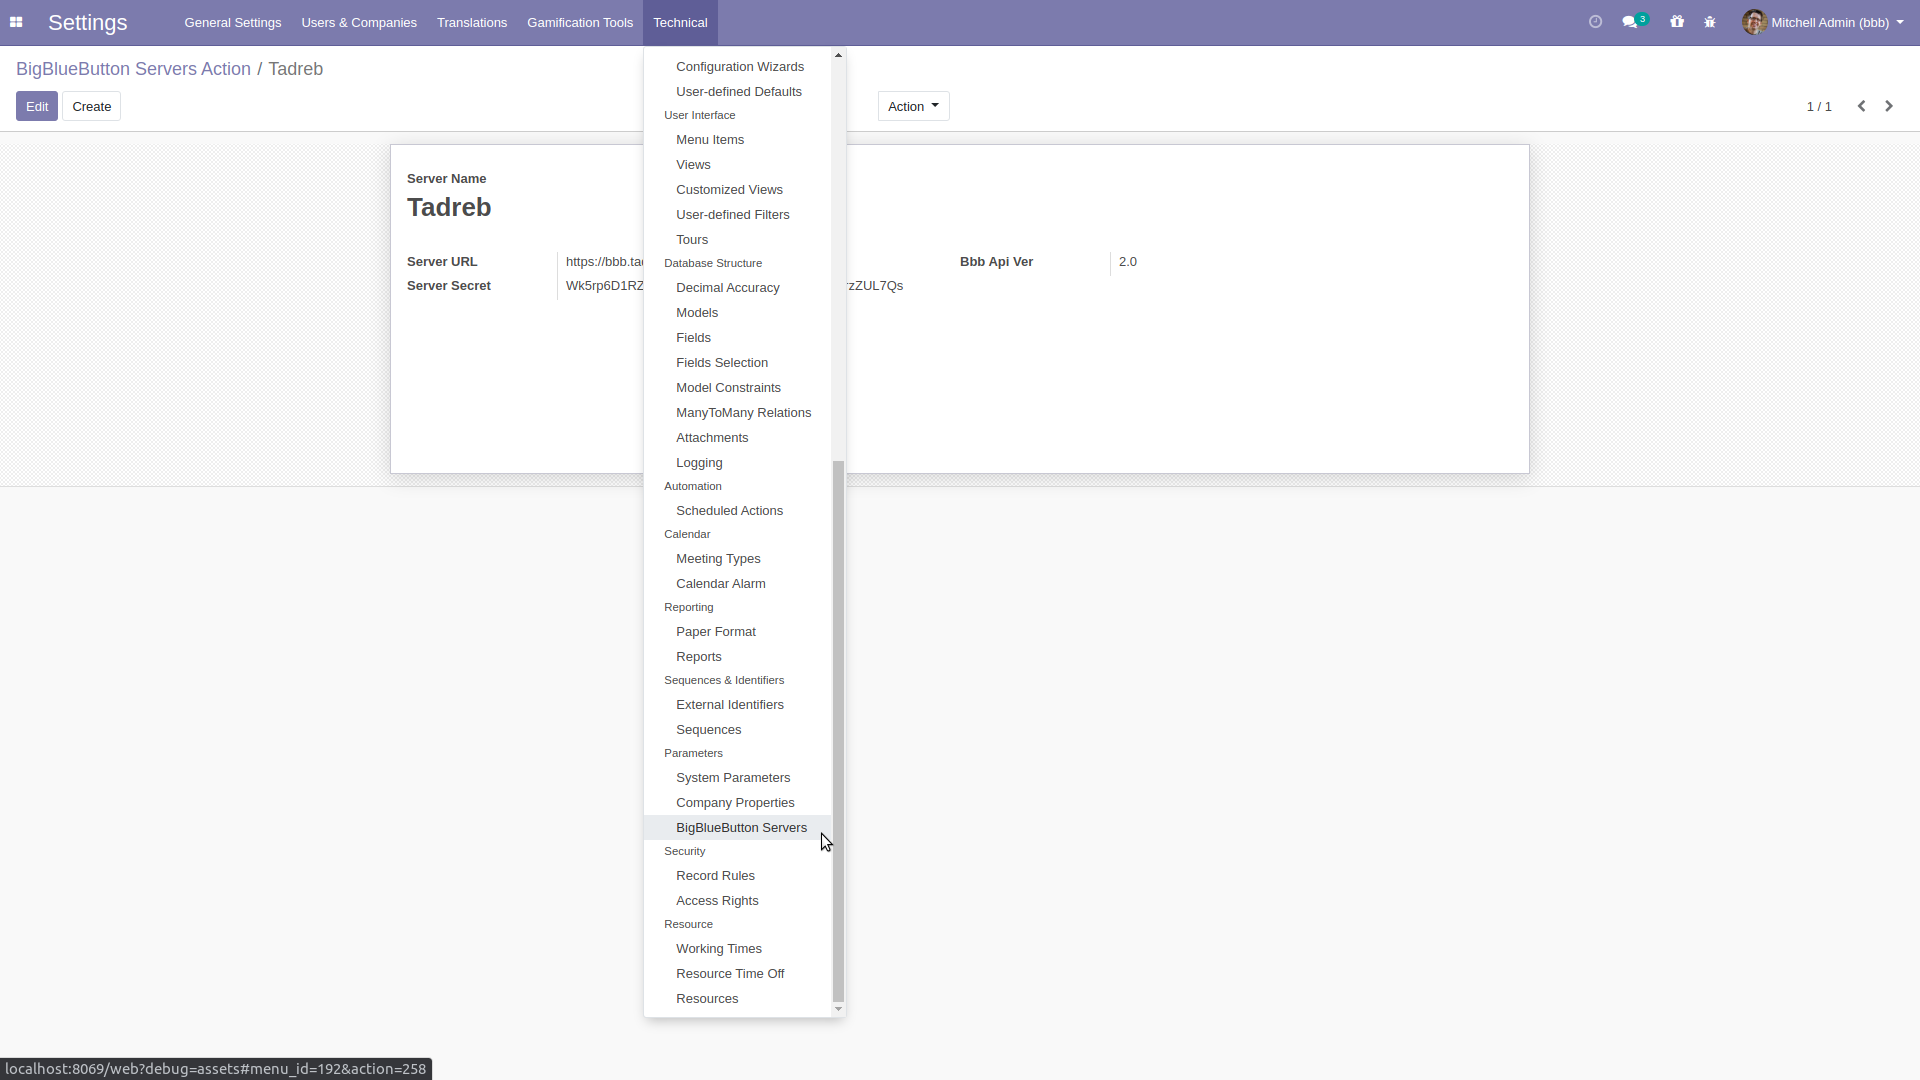 Settings
General Settings
Users & Companies
Translations
Gamification Tools
Technical
3
Mitchell Admin (bbb)
BigBlueButton Servers Action / Tadreb
Edit
Create
Action
1 / 1
Server Name
Tadreb
Server URL
https://bbb.ta
Server Secret
Wk5rp6D1RZ
rzZUL7Qs
Bbb Api Ver
2.0
Configuration Wizards
User-defined Defaults
User Interface
Menu Items
Views
Customized Views
User-defined Filters
Tours
Database Structure
Decimal Accuracy
Models
Fields
Fields Selection
Model Constraints
ManyToMany Relations
Attachments
Logging
Automation
Scheduled Actions
Calendar
Meeting Types
Calendar Alarm
Reporting
Paper Format
Reports
Sequences & Identifiers
External Identifiers
Sequences
Parameters
System Parameters
Company Properties
BigBlueButton Servers
Security
Record Rules
Access Rights
Resource
Working Times
Resource Time Off
Resources
localhost:8069/web?debug=assets#menu_id=192&action=258